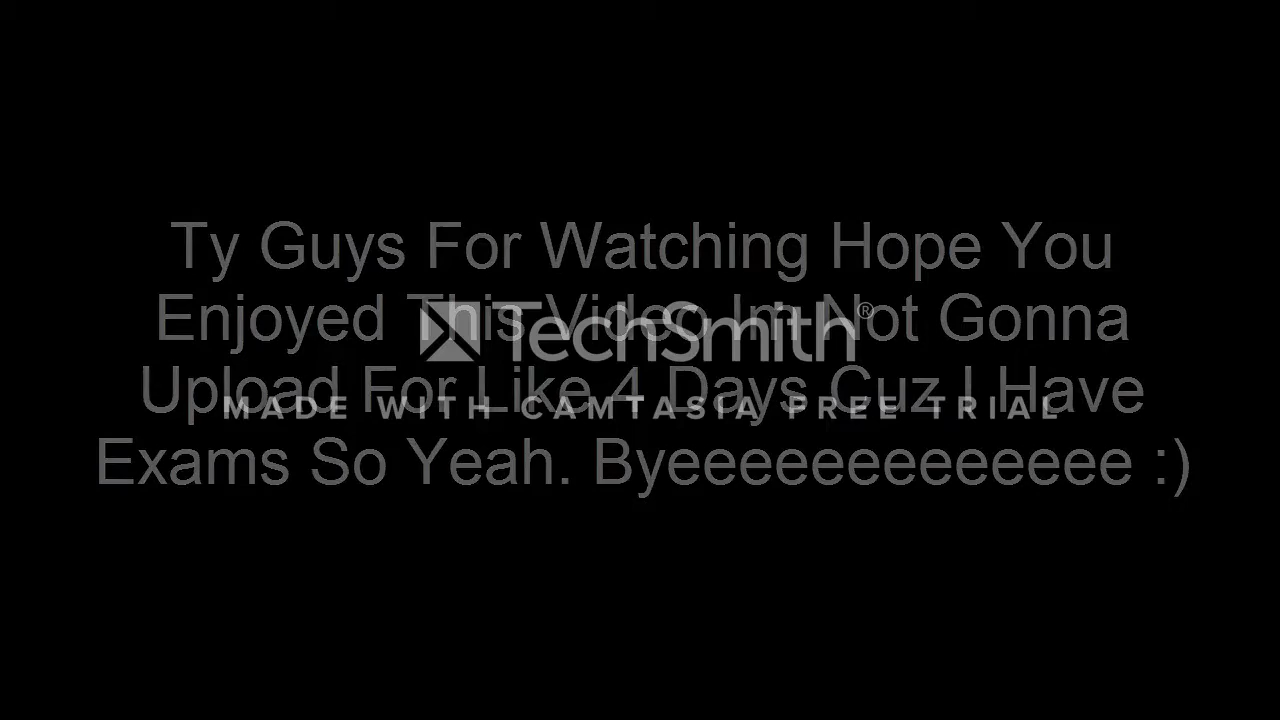 Ty Guys For Watching Hope You
Enjoyed This Video Im Not Gonna
TechSmith®
Upload For Like 4 Days Cuz I Have
MADE WITH CAMTASIA FREE TRIAL
Exams So Yeah. Byeeeeeeeeeeeeee :)